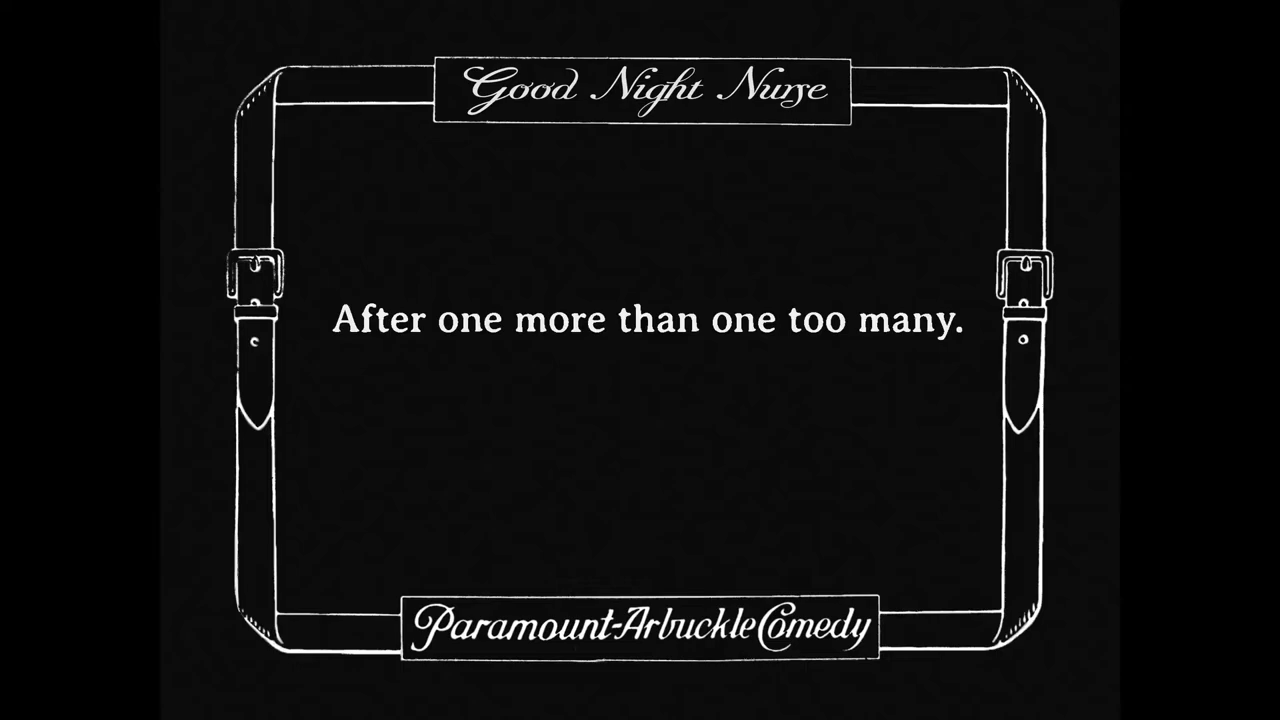 Good Night Nurse
After one more than one too many.
Paramount-Arbuckle Comedy